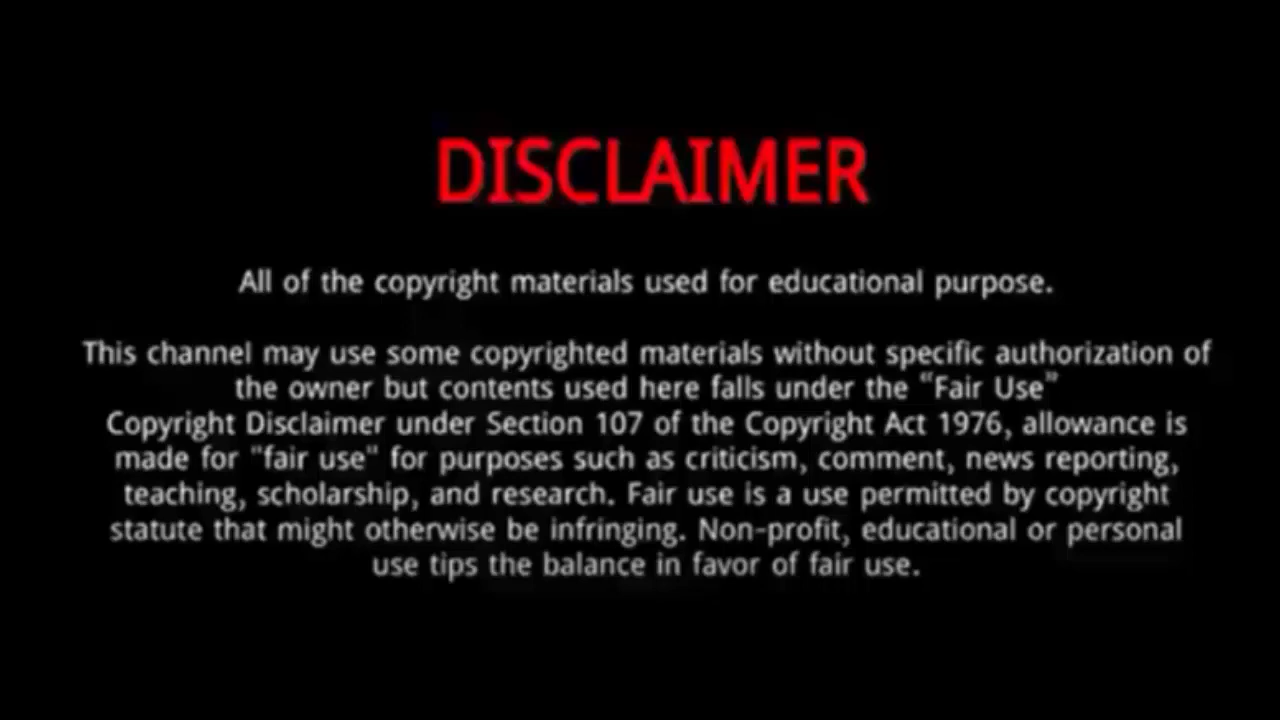 DISCLAIMER
All of the copyright materials used for educational purpose.
This channel may use some copyrighted materials without specific authorization of
the owner but contents used here falls under the “Fair Use”
Copyright Disclaimer under Section 107 of the Copyright Act 1976, allowance is
made for "fair use" for purposes such as criticism, comment, news reporting,
teaching, scholarship, and research. Fair use is a use permitted by copyright
statute that might otherwise be infringing. Non-profit, educational or personal
use tips the balance in favor of fair use.